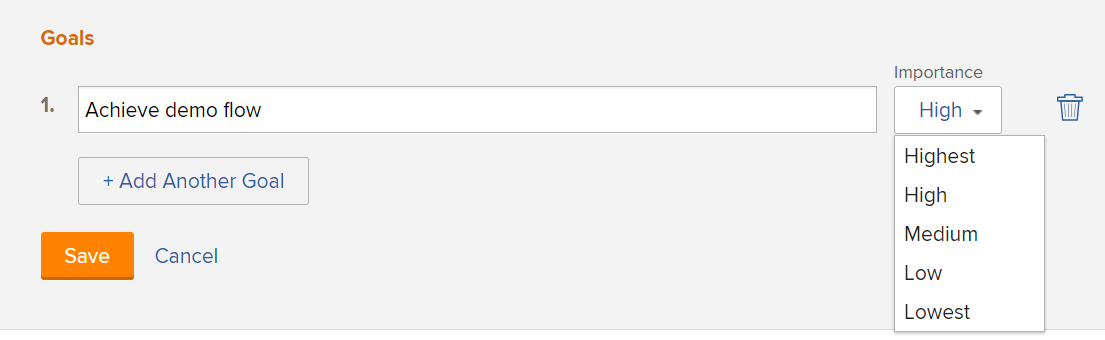 Goals
Importance
1. Achieve demo flow High
+ Add Another Goal
Highest
High
Medium
Low
Lowest
Save Cancel